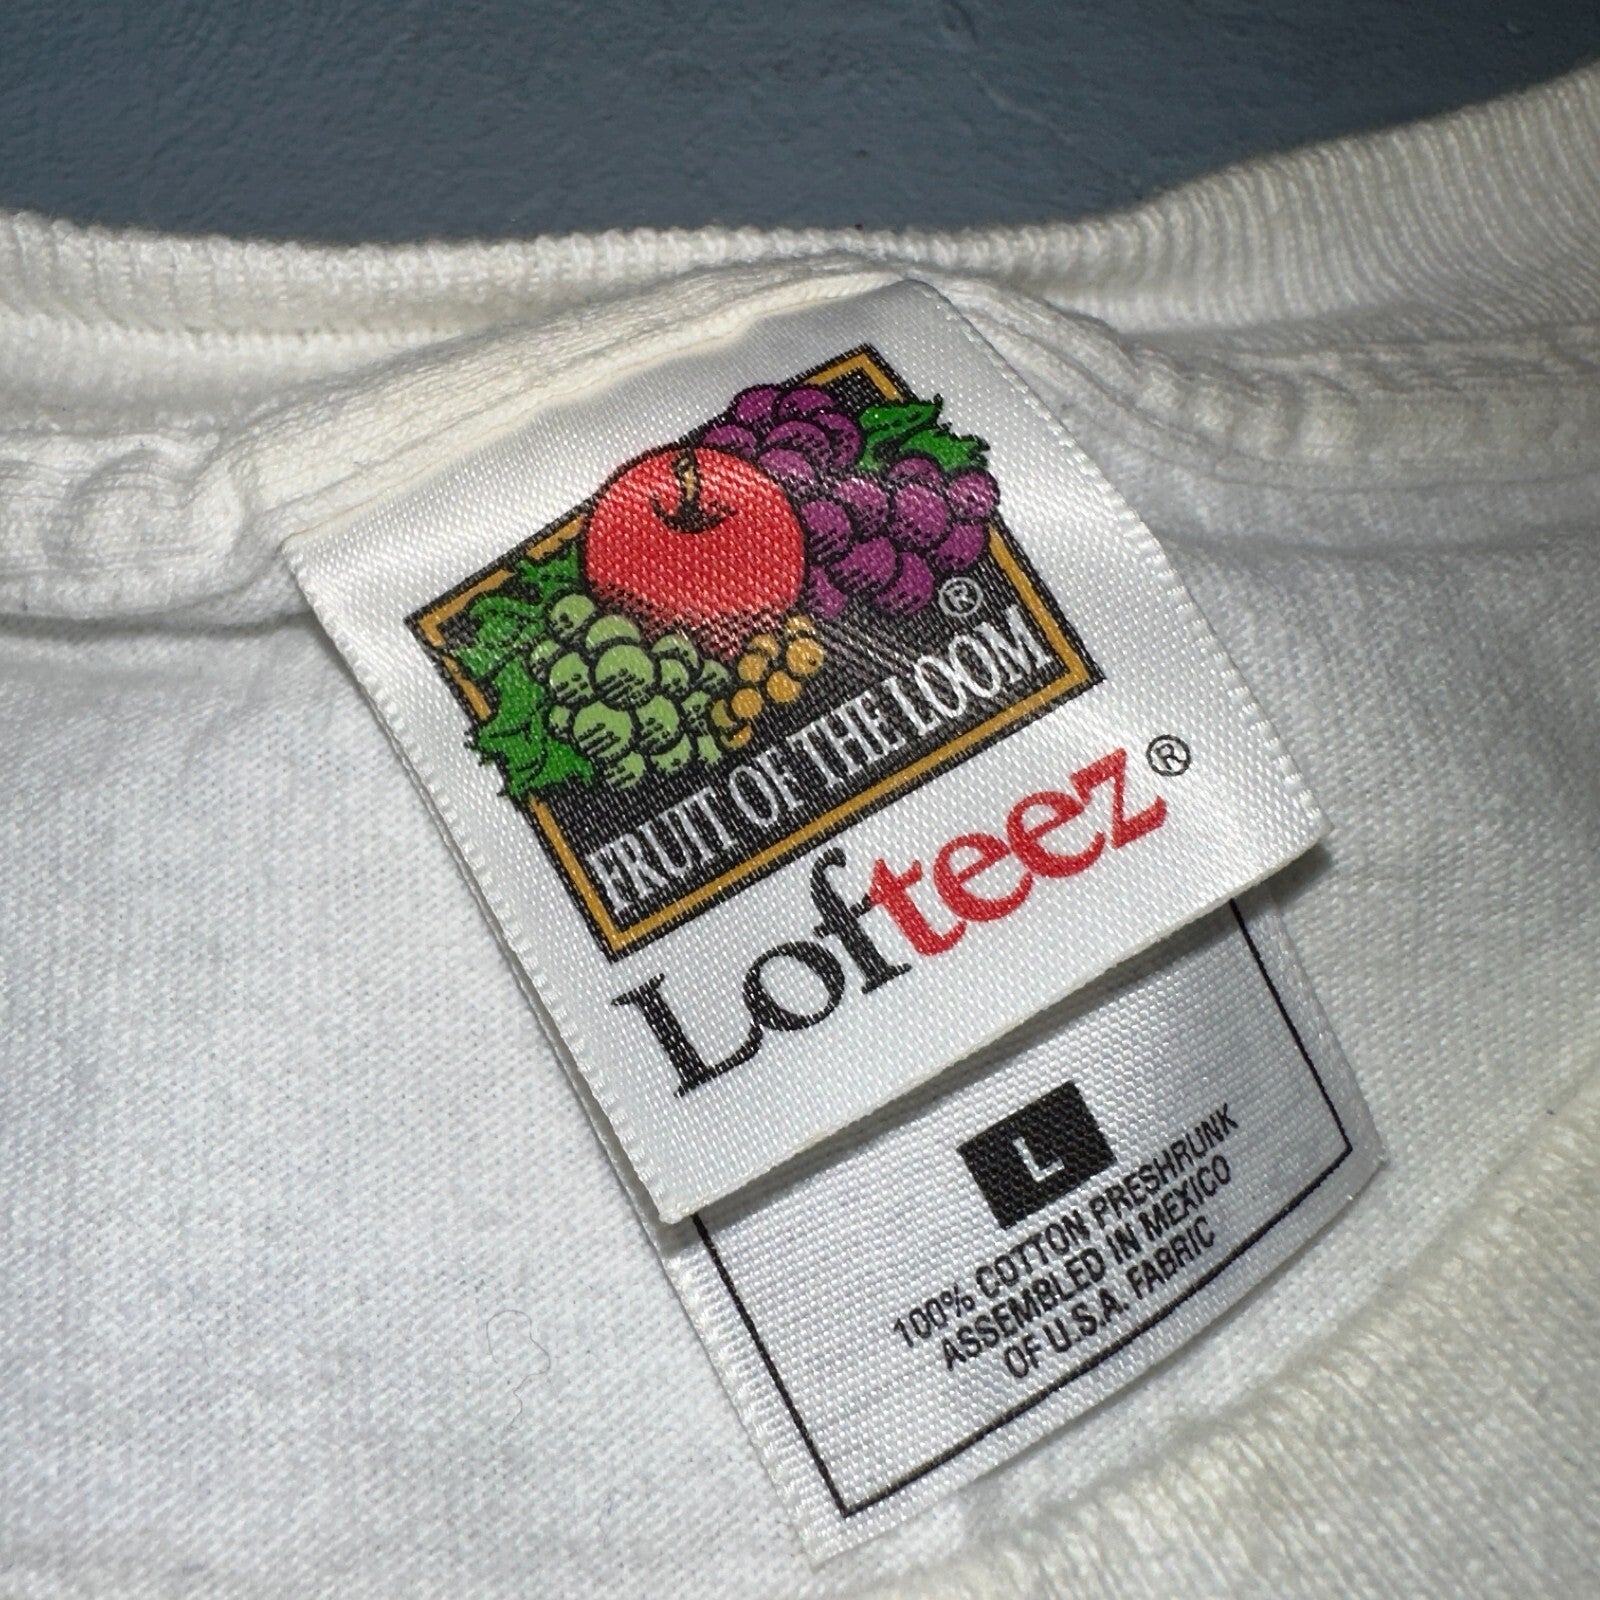 ®
FRUIT OF THE LOOM
Lofteez®
L
100% COTTON PRESHRUNK
ASSEMBLED IN MEXICO
OF U.S.A. FABRIC